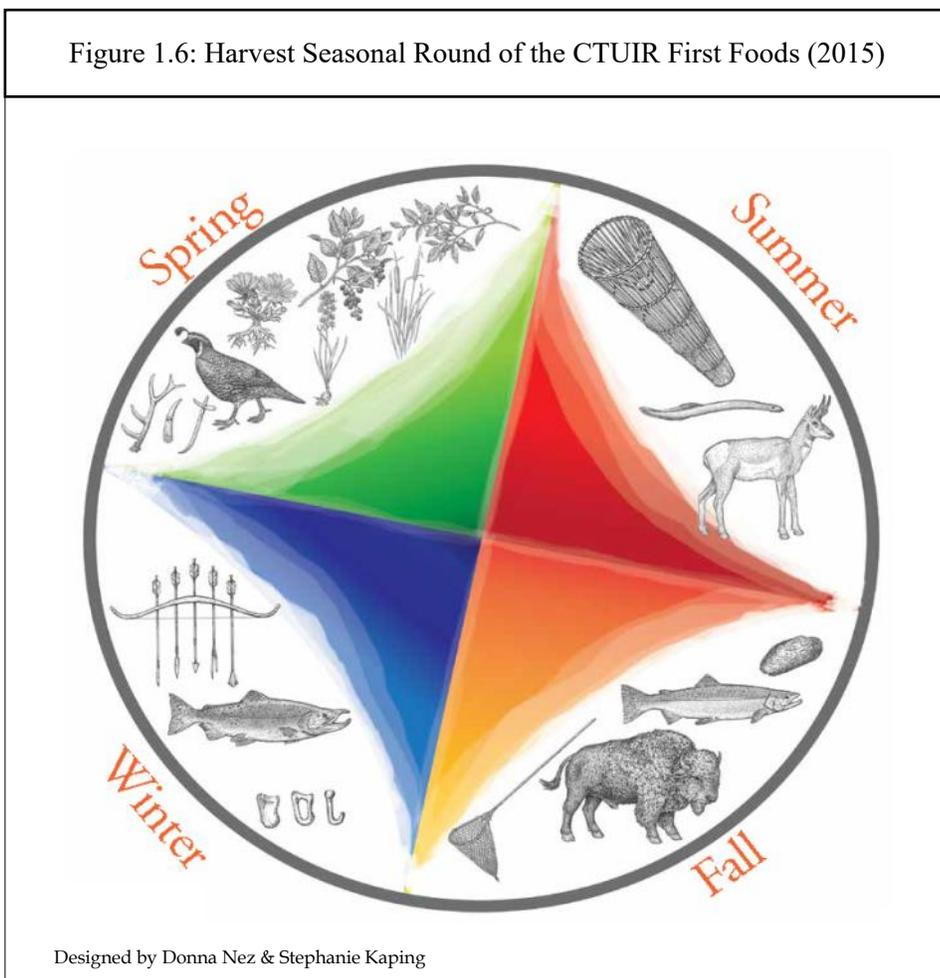 Figure 1.6: Harvest Seasonal Round of the CTUIR First Foods (2015)
Spring
Summer
Winter
Fall
Designed by Donna Nez & Stephanie Kaping